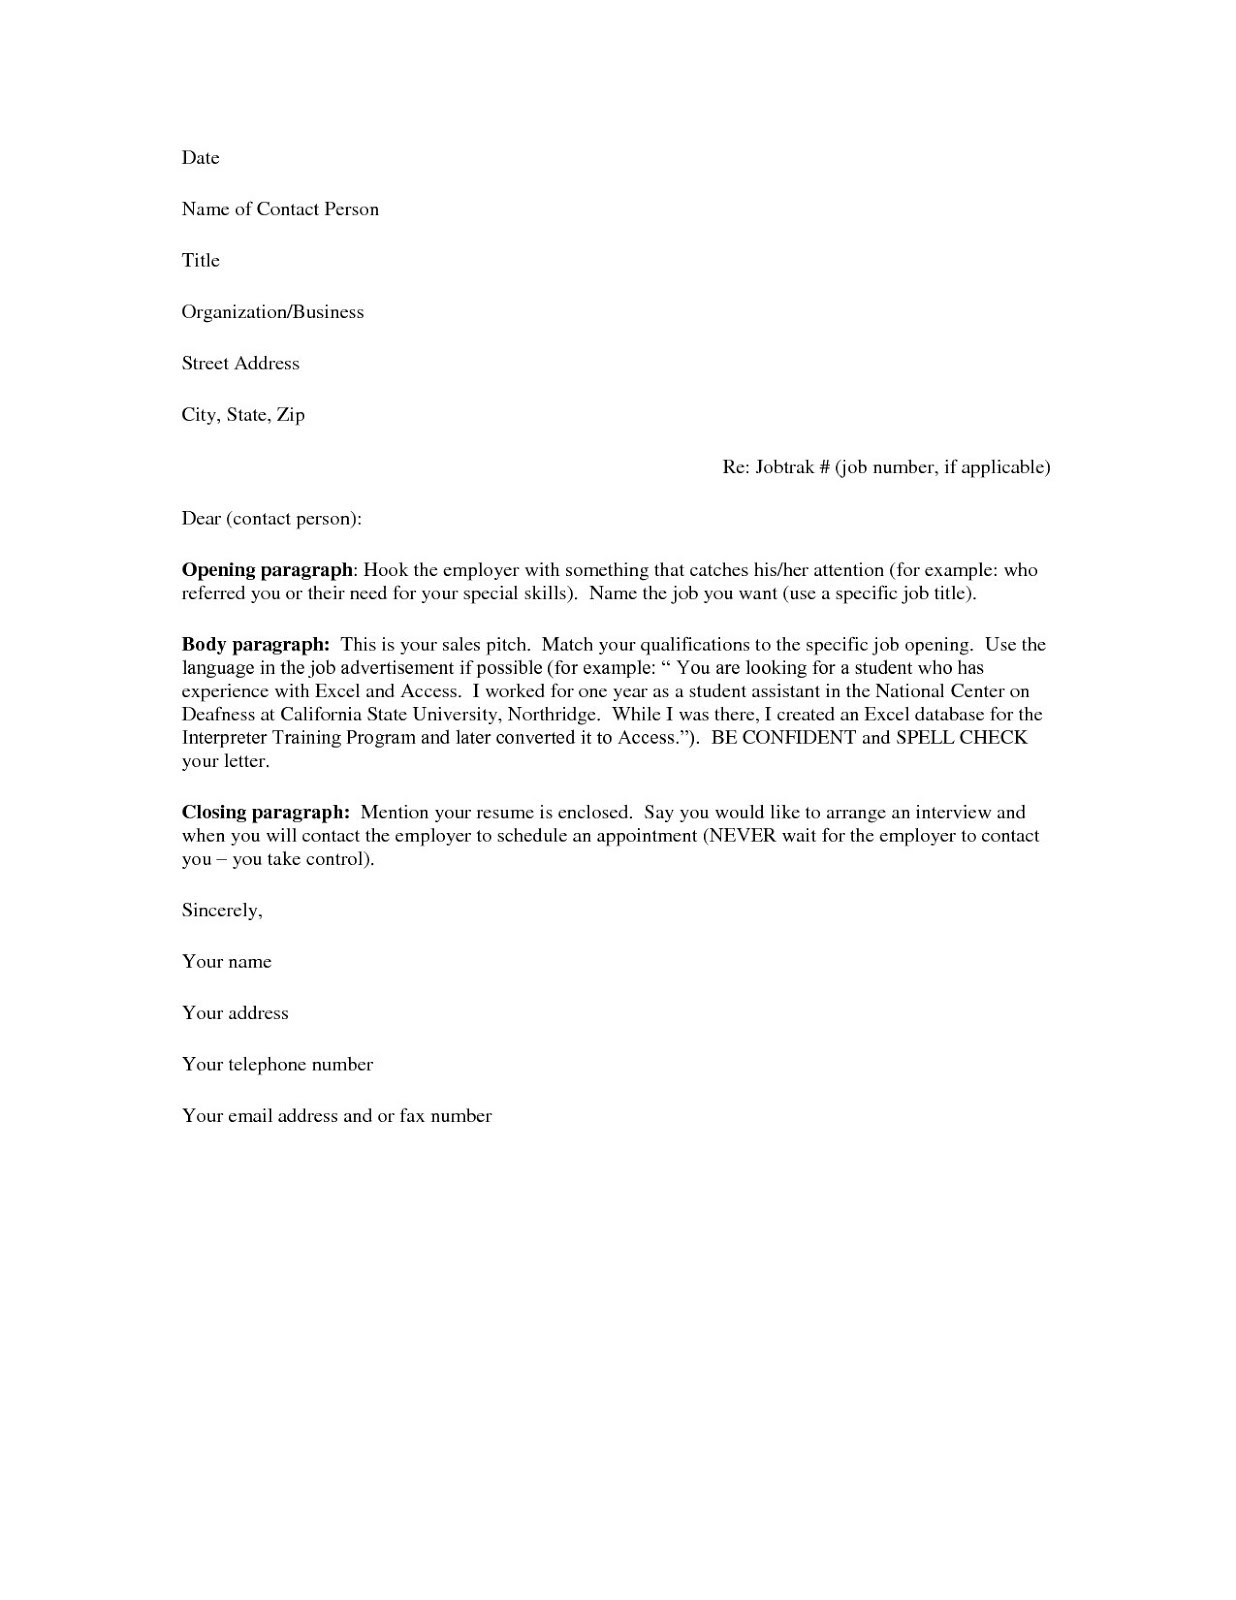 Date
Name of Contact Person
Title
Organization/Business
Street Address
City, State, Zip
Re: Jobtrak # (job number, if applicable)
Dear (contact person):
Opening paragraph: Hook the employer with something that catches his/her attention (for example: who
referred you or their need for your special skills).  Name the job you want (use a specific job title).
Body paragraph:  This is your sales pitch.  Match your qualifications to the specific job opening.  Use the
language in the job advertisement if possible (for example: “ You are looking for a student who has
experience with Excel and Access.  I worked for one year as a student assistant in the National Center on
Deafness at California State University, Northridge.  While I was there, I created an Excel database for the
Interpreter Training Program and later converted it to Access.”).  BE CONFIDENT and SPELL CHECK
your letter.
Closing paragraph:  Mention your resume is enclosed.  Say you would like to arrange an interview and
when you will contact the employer to schedule an appointment (NEVER wait for the employer to contact
you – you take control).
Sincerely,
Your name
Your address
Your telephone number
Your email address and or fax number